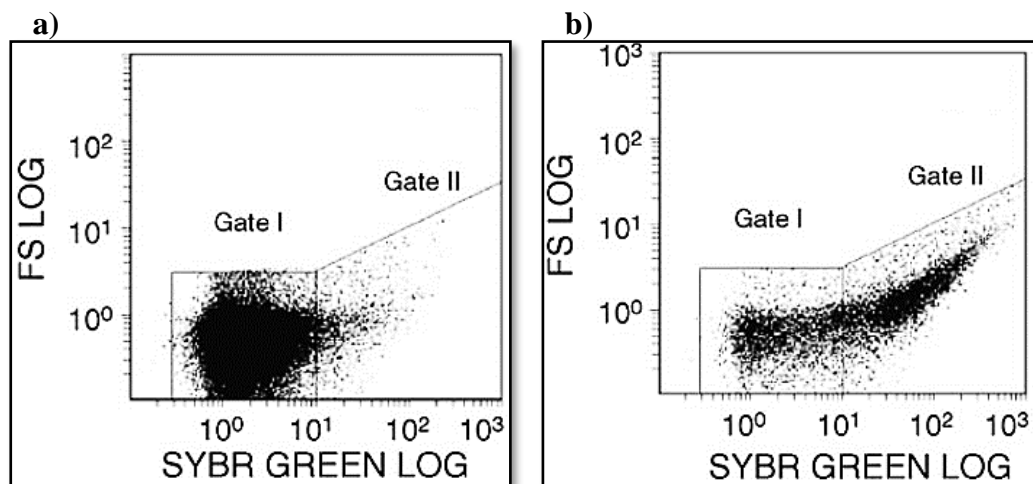 a)
FS LOG
10²
10¹
10⁰
Gate I
Gate II
10⁰ 10¹ 10² 10³
SYBR GREEN LOG
b)
FS LOG
10³
10²
10¹
10⁰
Gate I
Gate II
10⁰ 10¹ 10² 10³
SYBR GREEN LOG